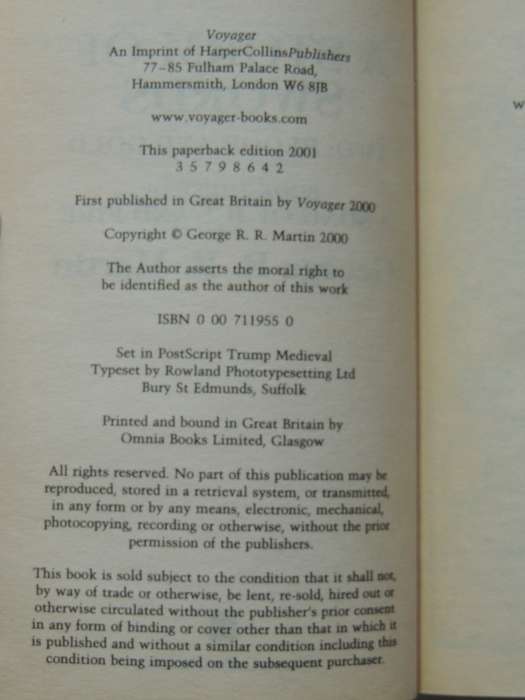 Voyager
An Imprint of HarperCollinsPublishers
77–85 Fulham Palace Road,
Hammersmith, London W6 8JB
www.voyager-books.com
This paperback edition 2001
3 5 7 9 8 6 4 2
First published in Great Britain by Voyager 2000
Copyright © George R. R. Martin 2000
The Author asserts the moral right to
be identified as the author of this work
ISBN 0 00 711955 0
Set in PostScript Trump Medieval
Typeset by Rowland Phototypesetting Ltd
Bury St Edmunds, Suffolk
Printed and bound in Great Britain by
Omnia Books Limited, Glasgow
All rights reserved. No part of this publication may be
reproduced, stored in a retrieval system, or transmitted,
in any form or by any means, electronic, mechanical,
photocopying, recording or otherwise, without the prior
permission of the publishers.
This book is sold subject to the condition that it shall not,
by way of trade or otherwise, be lent, re-sold, hired out or
otherwise circulated without the publisher's prior consent
in any form of binding or cover other than that in which it
is published and without a similar condition including this
condition being imposed on the subsequent purchaser.